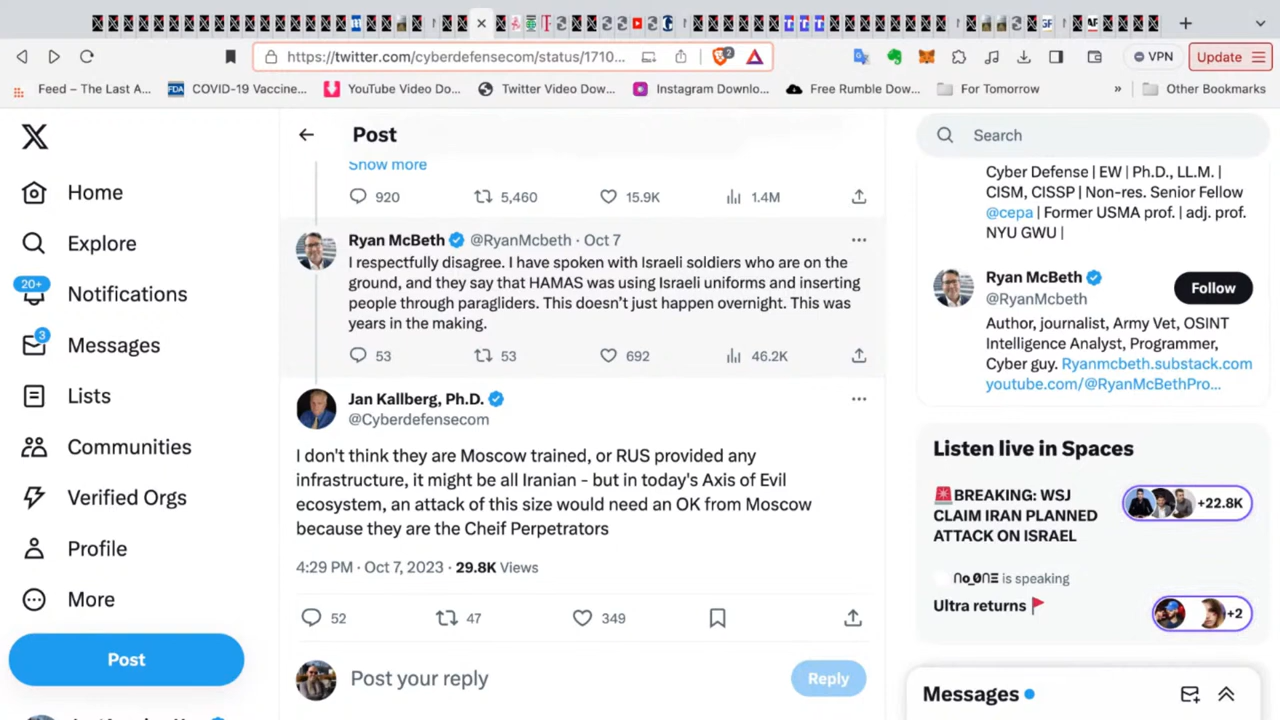 https://twitter.com/cyberdefensecom/status/1710...
2
VPN
Update
Feed – The Last A...
COVID-19 Vaccine...
YouTube Video Do...
Twitter Video Dow...
Instagram Downlo...
Free Rumble Dow...
For Tomorrow
»
Other Bookmarks
Home
Explore
20+
Notifications
3
Messages
Lists
Communities
Verified Orgs
Profile
More
Post
Post
Show more
920 5,460 15.9K 1.4M
Ryan McBeth @RyanMcbeth · Oct 7
I respectfully disagree. I have spoken with Israeli soldiers who are on the
ground, and they say that HAMAS was using Israeli uniforms and inserting
people through paragliders. This doesn't just happen overnight. This was
years in the making.
53 53 692 46.2K
Jan Kallberg, Ph.D.
@Cyberdefensecom
I don't think they are Moscow trained, or RUS provided any
infrastructure, it might be all Iranian - but in today's Axis of Evil
ecosystem, an attack of this size would need an OK from Moscow
because they are the Cheif Perpetrators
4:29 PM · Oct 7, 2023 · 29.8K Views
52 47 349
Post your reply
Reply
Search
Cyber Defense | EW | Ph.D., LL.M. |
CISM, CISSP | Non-res. Senior Fellow
@cepa | Former USMA prof. | adj. prof.
NYU GWU |
Ryan McBeth
@RyanMcbeth
Follow
Author, journalist, Army Vet, OSINT
Intelligence Analyst, Programmer,
Cyber guy. Ryanmcbeth.substack.com
youtube.com/@RyanMcBethPro...
Listen live in Spaces
🚨BREAKING: WSJ
CLAIM IRAN PLANNED
ATTACK ON ISRAEL
+22.8K
is speaking
Ultra returns 🚩
+2
Messages